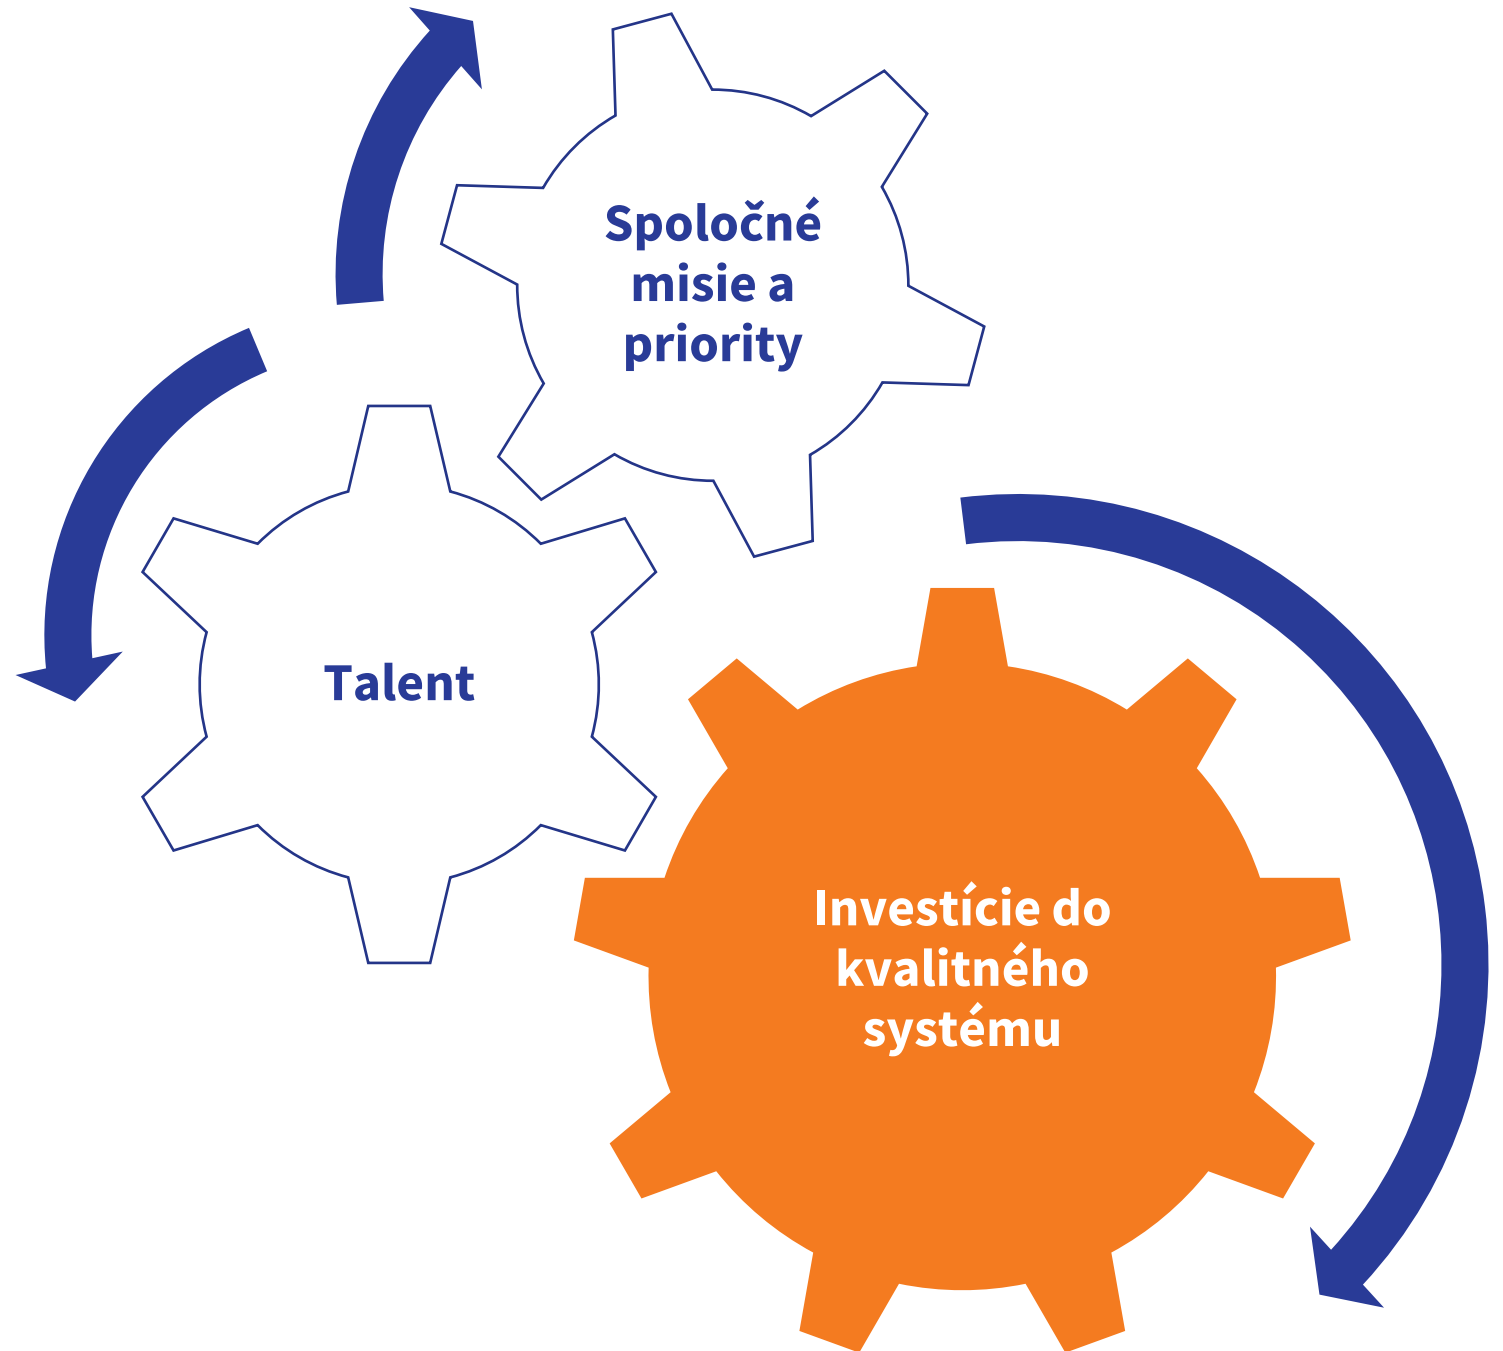 Spoločné
misie a
priority
Talent
Investície do
kvalitného
systému